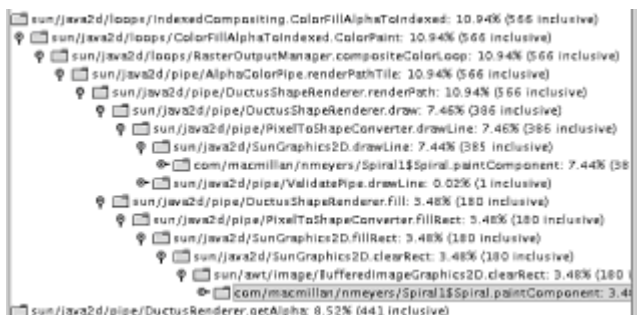 sun/java2d/loops/IndexedCompositing.ColorFillAlphaToIndexed: 10.94% (566 inclusive)
sun/java2d/loops/ColorFillAlphaToIndexed.ColorPaint: 10.94% (566 inclusive)
sun/java2d/loops/RasterOutputManager.compositeColorLoop: 10.94% (566 inclusive)
sun/java2d/pipe/AlphaColorPipe.renderPathTile: 10.94% (566 inclusive)
sun/java2d/pipe/DuctusShapeRenderer.renderPath: 10.94% (566 inclusive)
sun/java2d/pipe/DuctusShapeRenderer.draw: 7.46% (386 inclusive)
sun/java2d/pipe/PixelToShapeConverter.drawLine: 7.46% (386 inclusive)
sun/java2d/SunGraphics2D.drawLine: 7.44% (385 inclusive)
com/macmillan/nmeyers/Spiral1$Spiral.paintComponent: 7.44% (38
sun/java2d/pipe/ValidatePipe.drawLine: 0.02% (1 inclusive)
sun/java2d/pipe/DuctusShapeRenderer.fill: 3.48% (180 inclusive)
sun/java2d/pipe/PixelToShapeConverter.fillRect: 3.48% (180 inclusive)
sun/java2d/SunGraphics2D.fillRect: 3.48% (180 inclusive)
sun/java2d/SunGraphics2D.clearRect: 3.48% (180 inclusive)
sun/awt/image/BufferedImageGraphics2D.clearRect: 3.48% (180 i
com/macmillan/nmeyers/Spiral1$Spiral.paintComponent: 3.4
sun/java2d/pipe/DuctusRenderer.getAlpha: 8.52% (441 inclusive)